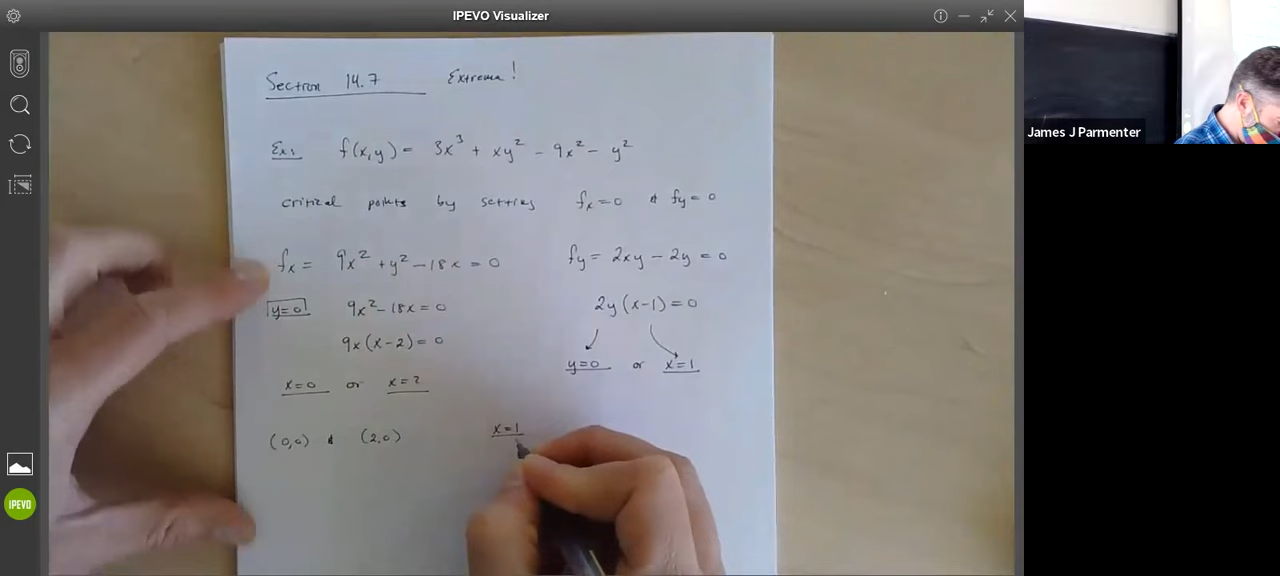 IPEVO Visualizer
James J Parmenter
Section 14.7 Extrema!
Ex: f(x,y) = 3x³ + xy² - 9x² - y²
critical points by setting fx=0 & fy=0
fx = 9x² + y² - 18x = 0
fy = 2xy - 2y = 0
y=0 9x² - 18x = 0
2y(x-1)=0
9x(x-2)=0
y=0 or x=1
x=0 or x=2
(0,0) & (2,0)
x=1
IPEVO